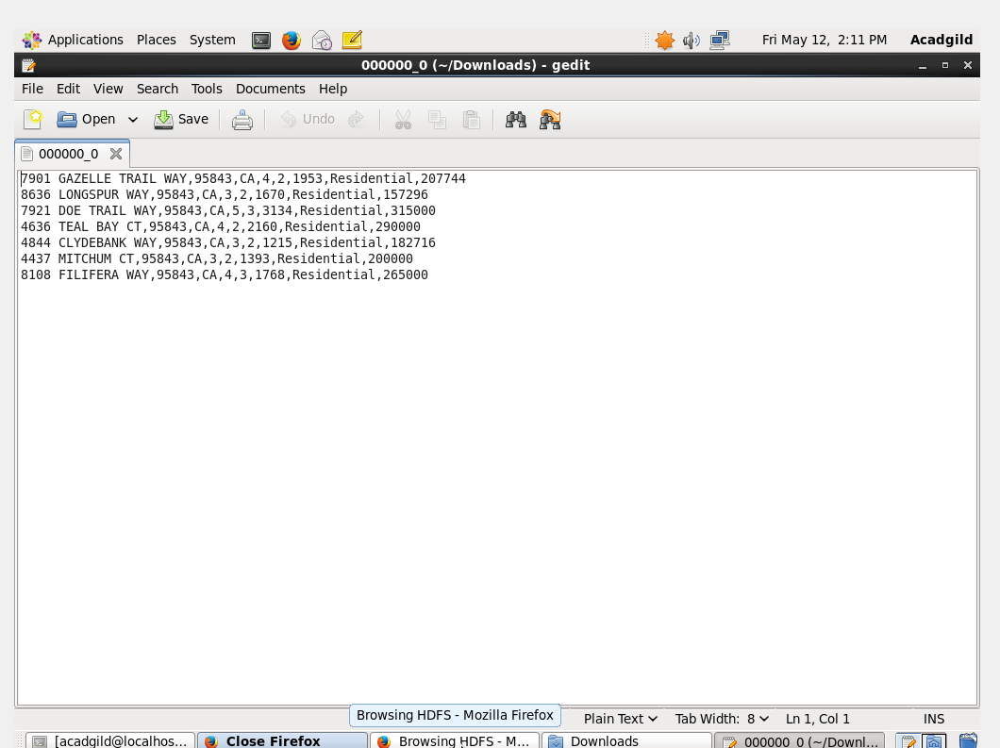 Applications Places System Fri May 12, 2:11 PM Acadgild
000000_0 (~/Downloads) - gedit
File Edit View Search Tools Documents Help
Open Save Undo
000000_0
7901 GAZELLE TRAIL WAY,95843,CA,4,2,1953,Residential,207744
8636 LONGSPUR WAY,95843,CA,3,2,1670,Residential,157296
7921 DOE TRAIL WAY,95843,CA,5,3,3134,Residential,315000
4636 TEAL BAY CT,95843,CA,4,2,2160,Residential,290000
4844 CLYDEBANK WAY,95843,CA,3,2,1215,Residential,182716
4437 MITCHUM CT,95843,CA,3,2,1393,Residential,200000
8108 FILIFERA WAY,95843,CA,4,3,1768,Residential,265000
Browsing HDFS - Mozilla Firefox
Plain Text Tab Width: 8 Ln 1, Col 1 INS
[acadgild@localhos... Close Firefox Browsing HDFS - M... Downloads 000000_0 (~/Downl...